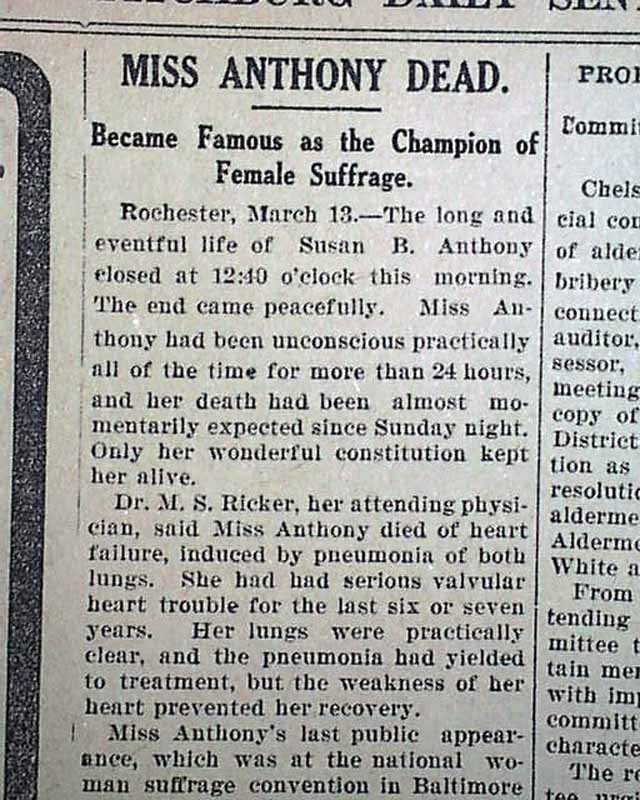 DAILY
MISS ANTHONY DEAD.
Became Famous as the Champion of
Female Suffrage.
Rochester, March 13.—The long and
eventful life of Susan B. Anthony
closed at 12:40 o'clock this morning.
The end came peacefully. Miss An-
thony had been unconscious practically
all of the time for more than 24 hours,
and her death had been almost mo-
mentarily expected since Sunday night.
Only her wonderful constitution kept
her alive.
Dr. M. S. Ricker, her attending physi-
cian, said Miss Anthony died of heart
failure, induced by pneumonia of both
lungs. She had had serious valvular
heart trouble for the last six or seven
years. Her lungs were practically
clear, and the pneumonia had yielded
to treatment, but the weakness of her
heart prevented her recovery.
Miss Anthony's last public appear-
ance, which was at the national wo-
man suffrage convention in Baltimore
Chels
cial con
of alde
bribery
connect
auditor,
sessor,
meeting
copy of
District
tion as
resoluti
alderme
Alderme
White a
From
tending
mittee t
tain me
with imp
committ
characte
The re